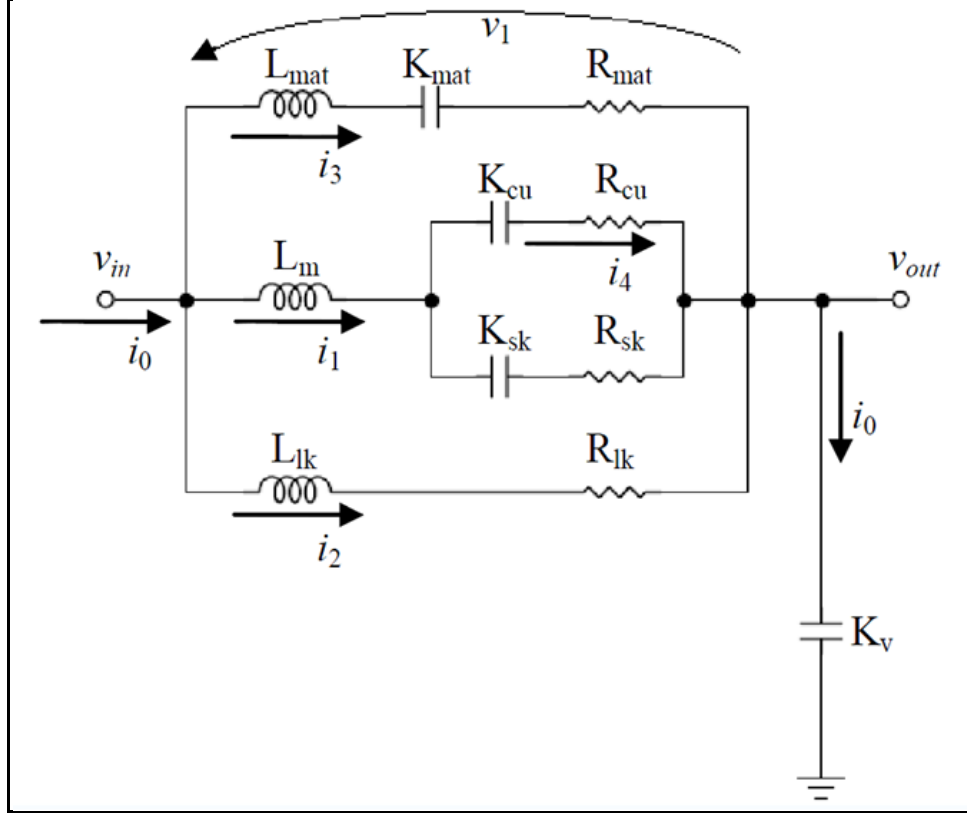 v1
Lmat
Kmat
Rmat
i3
Kcu
Rcu
i4
vin
Lm
vout
i0
i1
Ksk
Rsk
i0
Llk
Rlk
i2
Kv